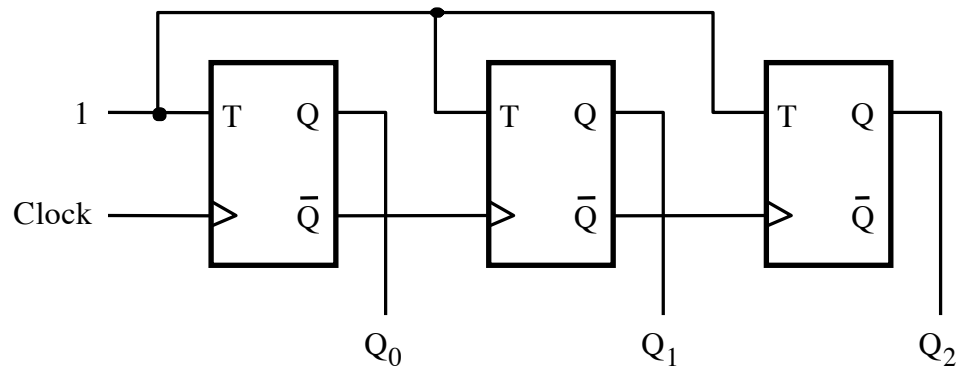 1 T Q T Q T Q
Clock Q̅ Q̅ Q̅
Q₀ Q₁ Q₂